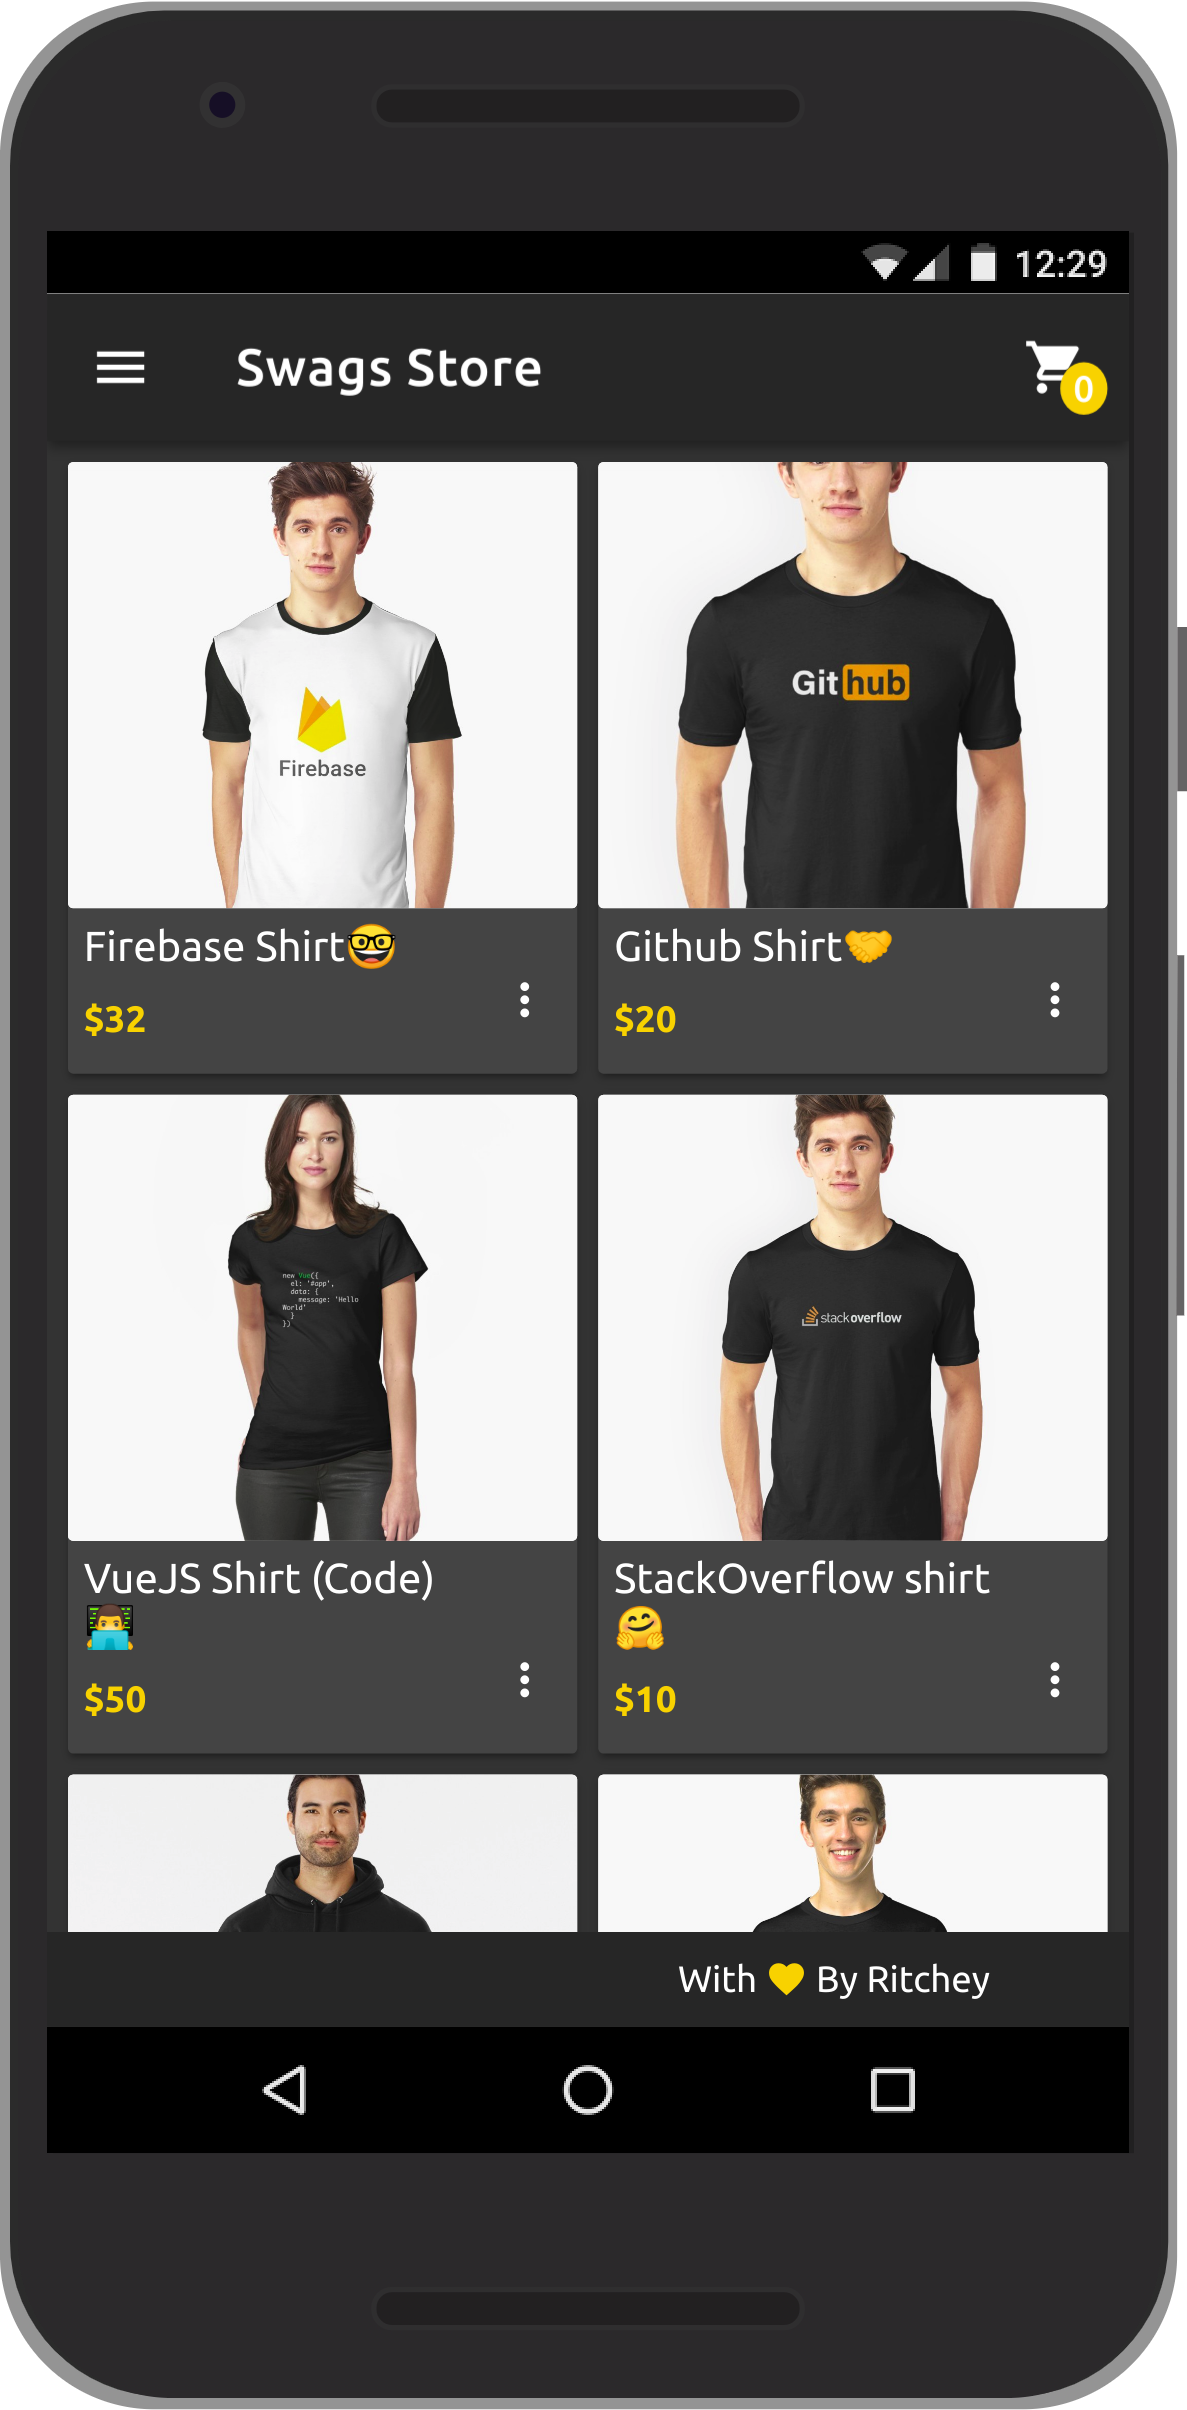 12:29
Swags Store
0
Firebase
Git hub
Firebase Shirt🤓
Github Shirt🤝
$32
$20
new Vue({
el: '#app',
data: {
message: 'Hello
World'
}
})
stackoverflow
VueJS Shirt (Code)
👨‍💻
StackOverflow shirt
🤗
$50
$10
With 💛 By Ritchey